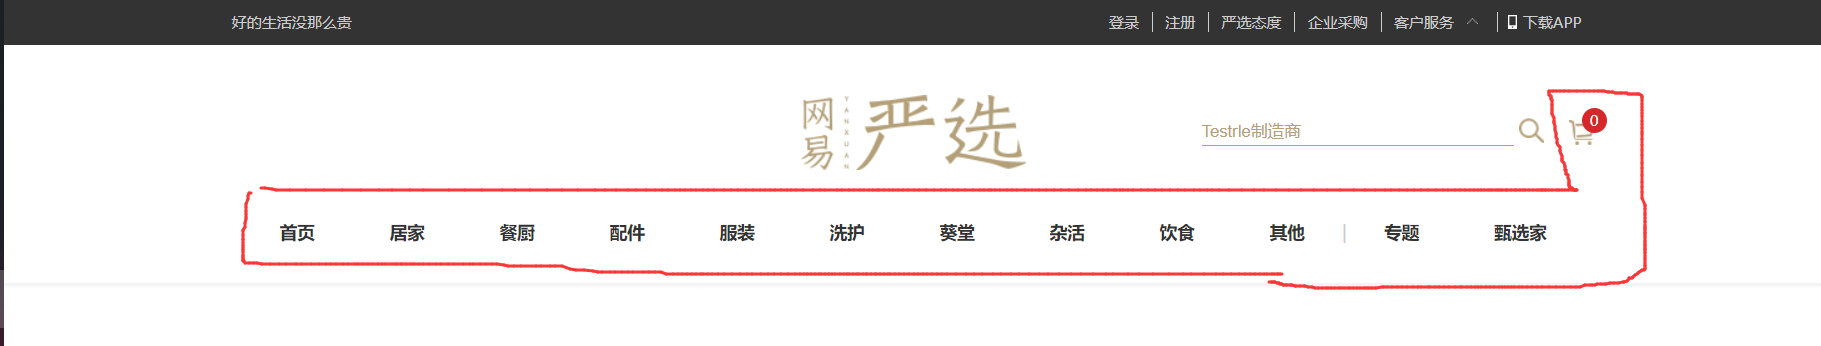 好的生活没那么贵
登录 注册 严选态度 企业采购 客户服务 下载APP
网易 YANXUAN 严选
Testrle制造商
0
首页 居家 餐厨 配件 服装 洗护 葵堂 杂活 饮食 其他 | 专题 甄选家